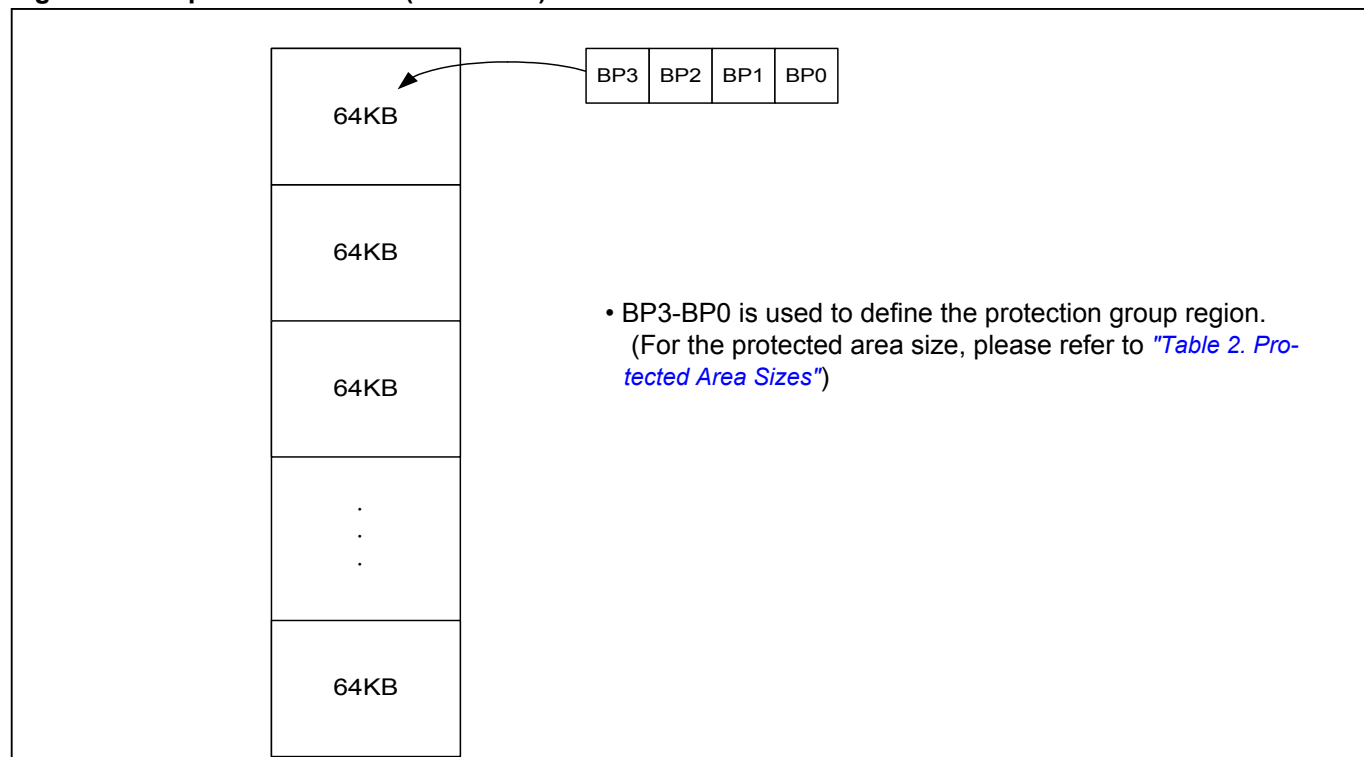 64KB
BP3 BP2 BP1 BP0
64KB
64KB
• BP3-BP0 is used to define the protection group region.
(For the protected area size, please refer to "Table 2. Pro-
tected Area Sizes")
.
.
.
64KB